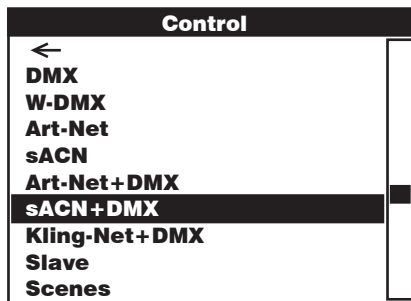 Control
←
DMX
W-DMX
Art-Net
sACN
Art-Net+DMX
sACN+DMX
Kling-Net+DMX
Slave
Scenes